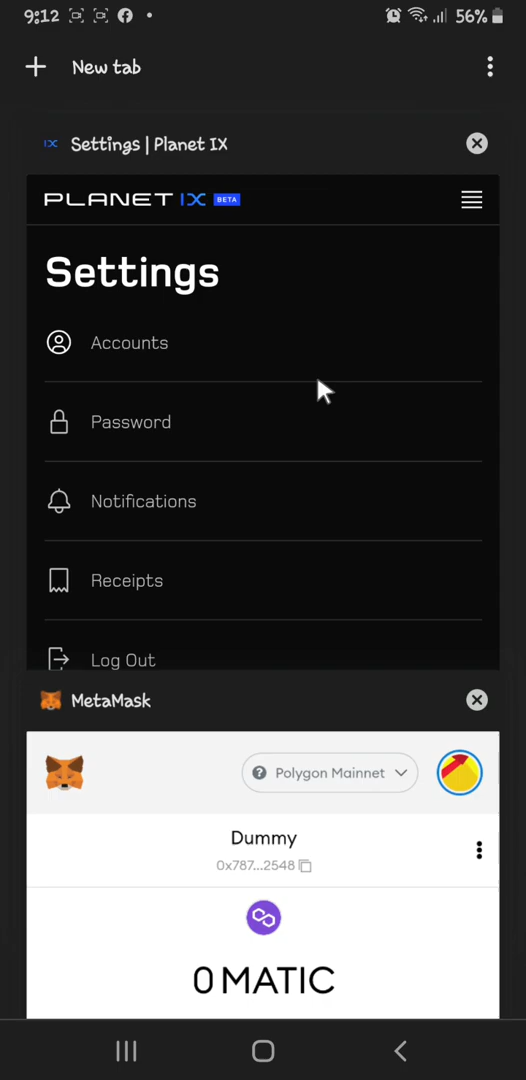 9:12
56%
New tab
Settings | Planet IX
PLANET IX BETA
Settings
Accounts
Password
Notifications
Receipts
Log Out
MetaMask
Polygon Mainnet
Dummy
0x787...2548
0 MATIC